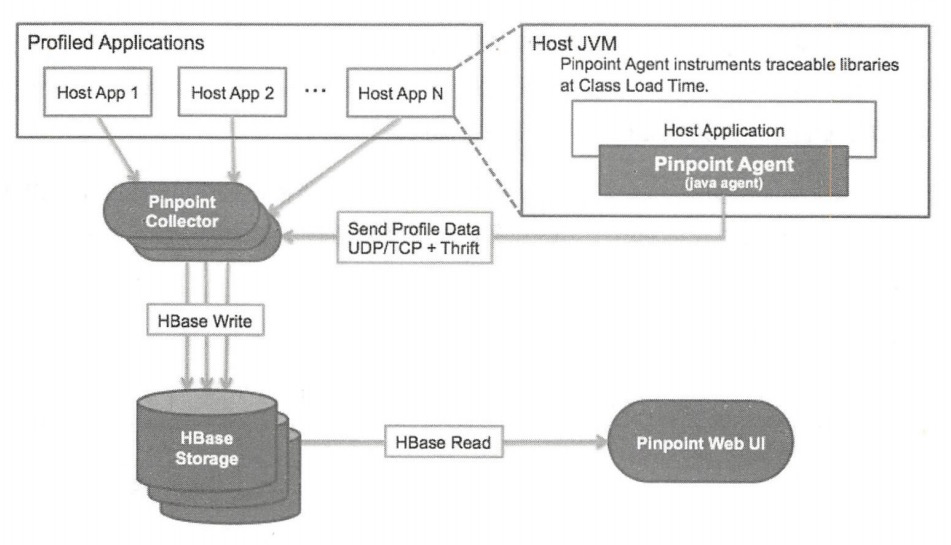 Profiled Applications
Host App 1
Host App 2
...
Host App N
Host JVM
Pinpoint Agent instruments traceable libraries
at Class Load Time.
Host Application
Pinpoint Agent
(java agent)
Pinpoint
Collector
Send Profile Data
UDP/TCP + Thrift
HBase Write
HBase
Storage
HBase Read
Pinpoint Web UI